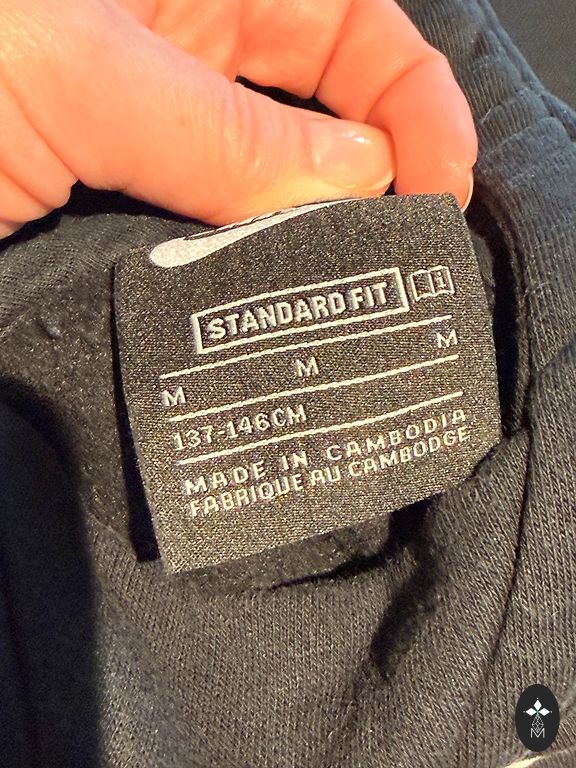 STANDARD FIT
M M M
137-146CM
MADE IN CAMBODIA
FABRIQUE AU CAMBODGE
M